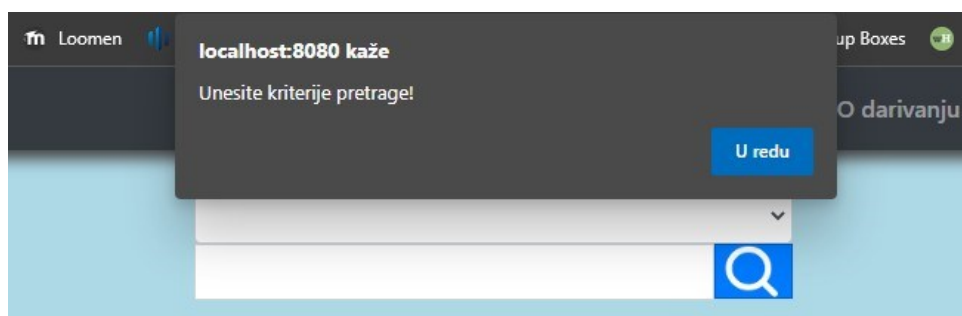 Loomen
localhost:8080 kaže
up Boxes
Unesite kriterije pretrage!
O darivanju
U redu